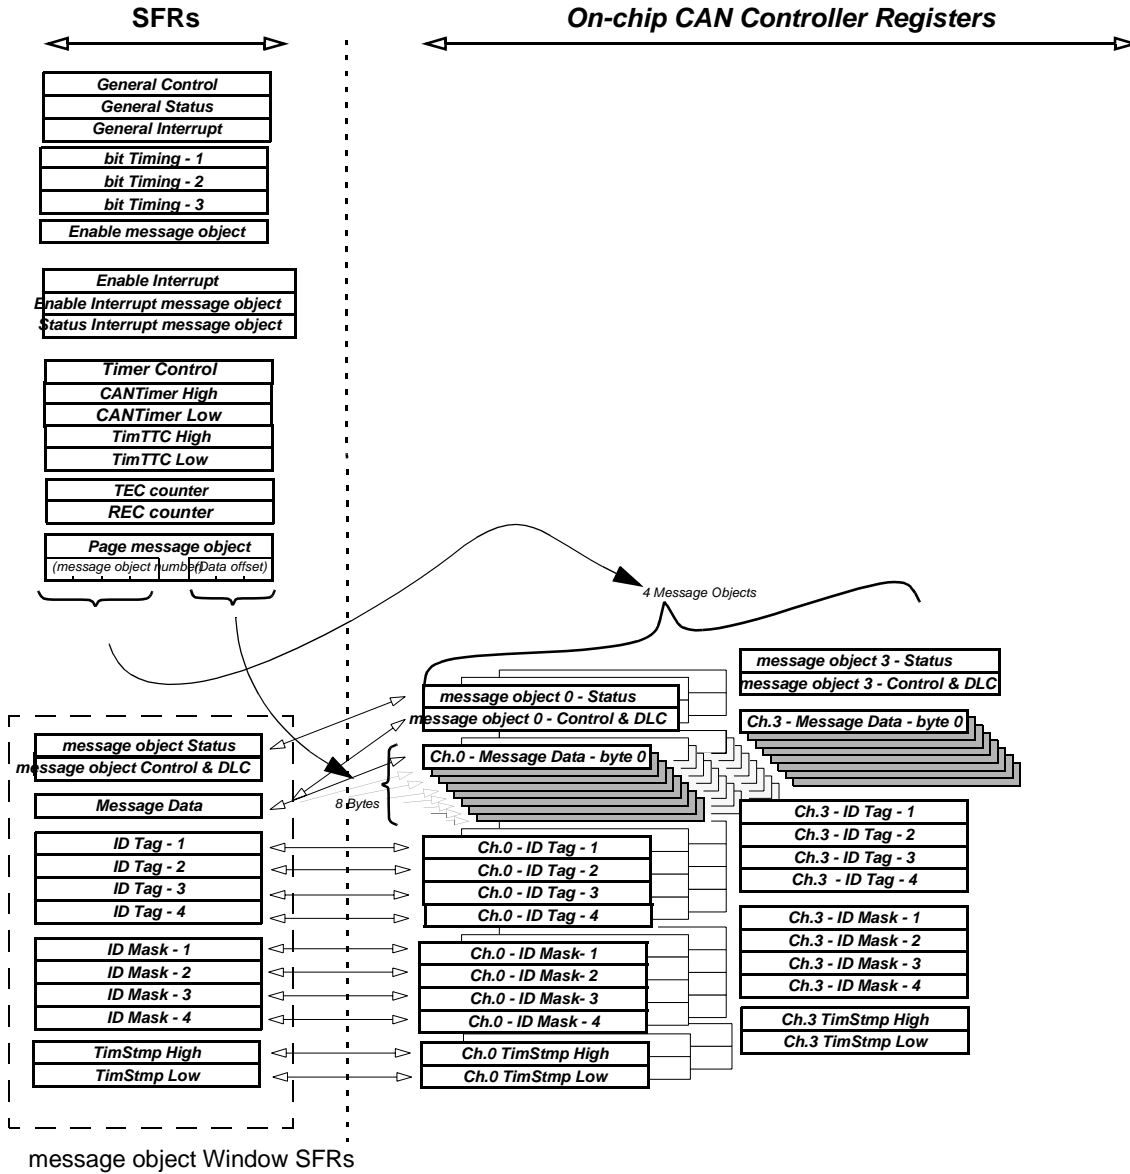 SFRs
On-chip CAN Controller Registers
General Control
General Status
General Interrupt
bit Timing - 1
bit Timing - 2
bit Timing - 3
Enable message object
Enable Interrupt
Enable Interrupt message object
Status Interrupt message object
Timer Control
CANTimer High
CANTimer Low
TimTTC High
TimTTC Low
TEC counter
REC counter
Page message object
(message object number)
(Data offset)
4 Message Objects
message object Status
message object Control & DLC
Message Data
ID Tag - 1
ID Tag - 2
ID Tag - 3
ID Tag - 4
ID Mask - 1
ID Mask - 2
ID Mask - 3
ID Mask - 4
TimStmp High
TimStmp Low
message object Window SFRs
8 Bytes
message object 0 - Status
message object 0 - Control & DLC
Ch.0 - Message Data - byte 0
Ch.0 - ID Tag - 1
Ch.0 - ID Tag - 2
Ch.0 - ID Tag - 3
Ch.0 - ID Tag - 4
Ch.0 - ID Mask- 1
Ch.0 - ID Mask- 2
Ch.0 - ID Mask- 3
Ch.0 - ID Mask - 4
Ch.0 TimStmp High
Ch.0 TimStmp Low
message object 3 - Status
message object 3 - Control & DLC
Ch.3 - Message Data - byte 0
Ch.3 - ID Tag - 1
Ch.3 - ID Tag - 2
Ch.3 - ID Tag - 3
Ch.3 - ID Tag - 4
Ch.3 - ID Mask - 1
Ch.3 - ID Mask - 2
Ch.3 - ID Mask - 3
Ch.3 - ID Mask - 4
Ch.3 TimStmp High
Ch.3 TimStmp Low